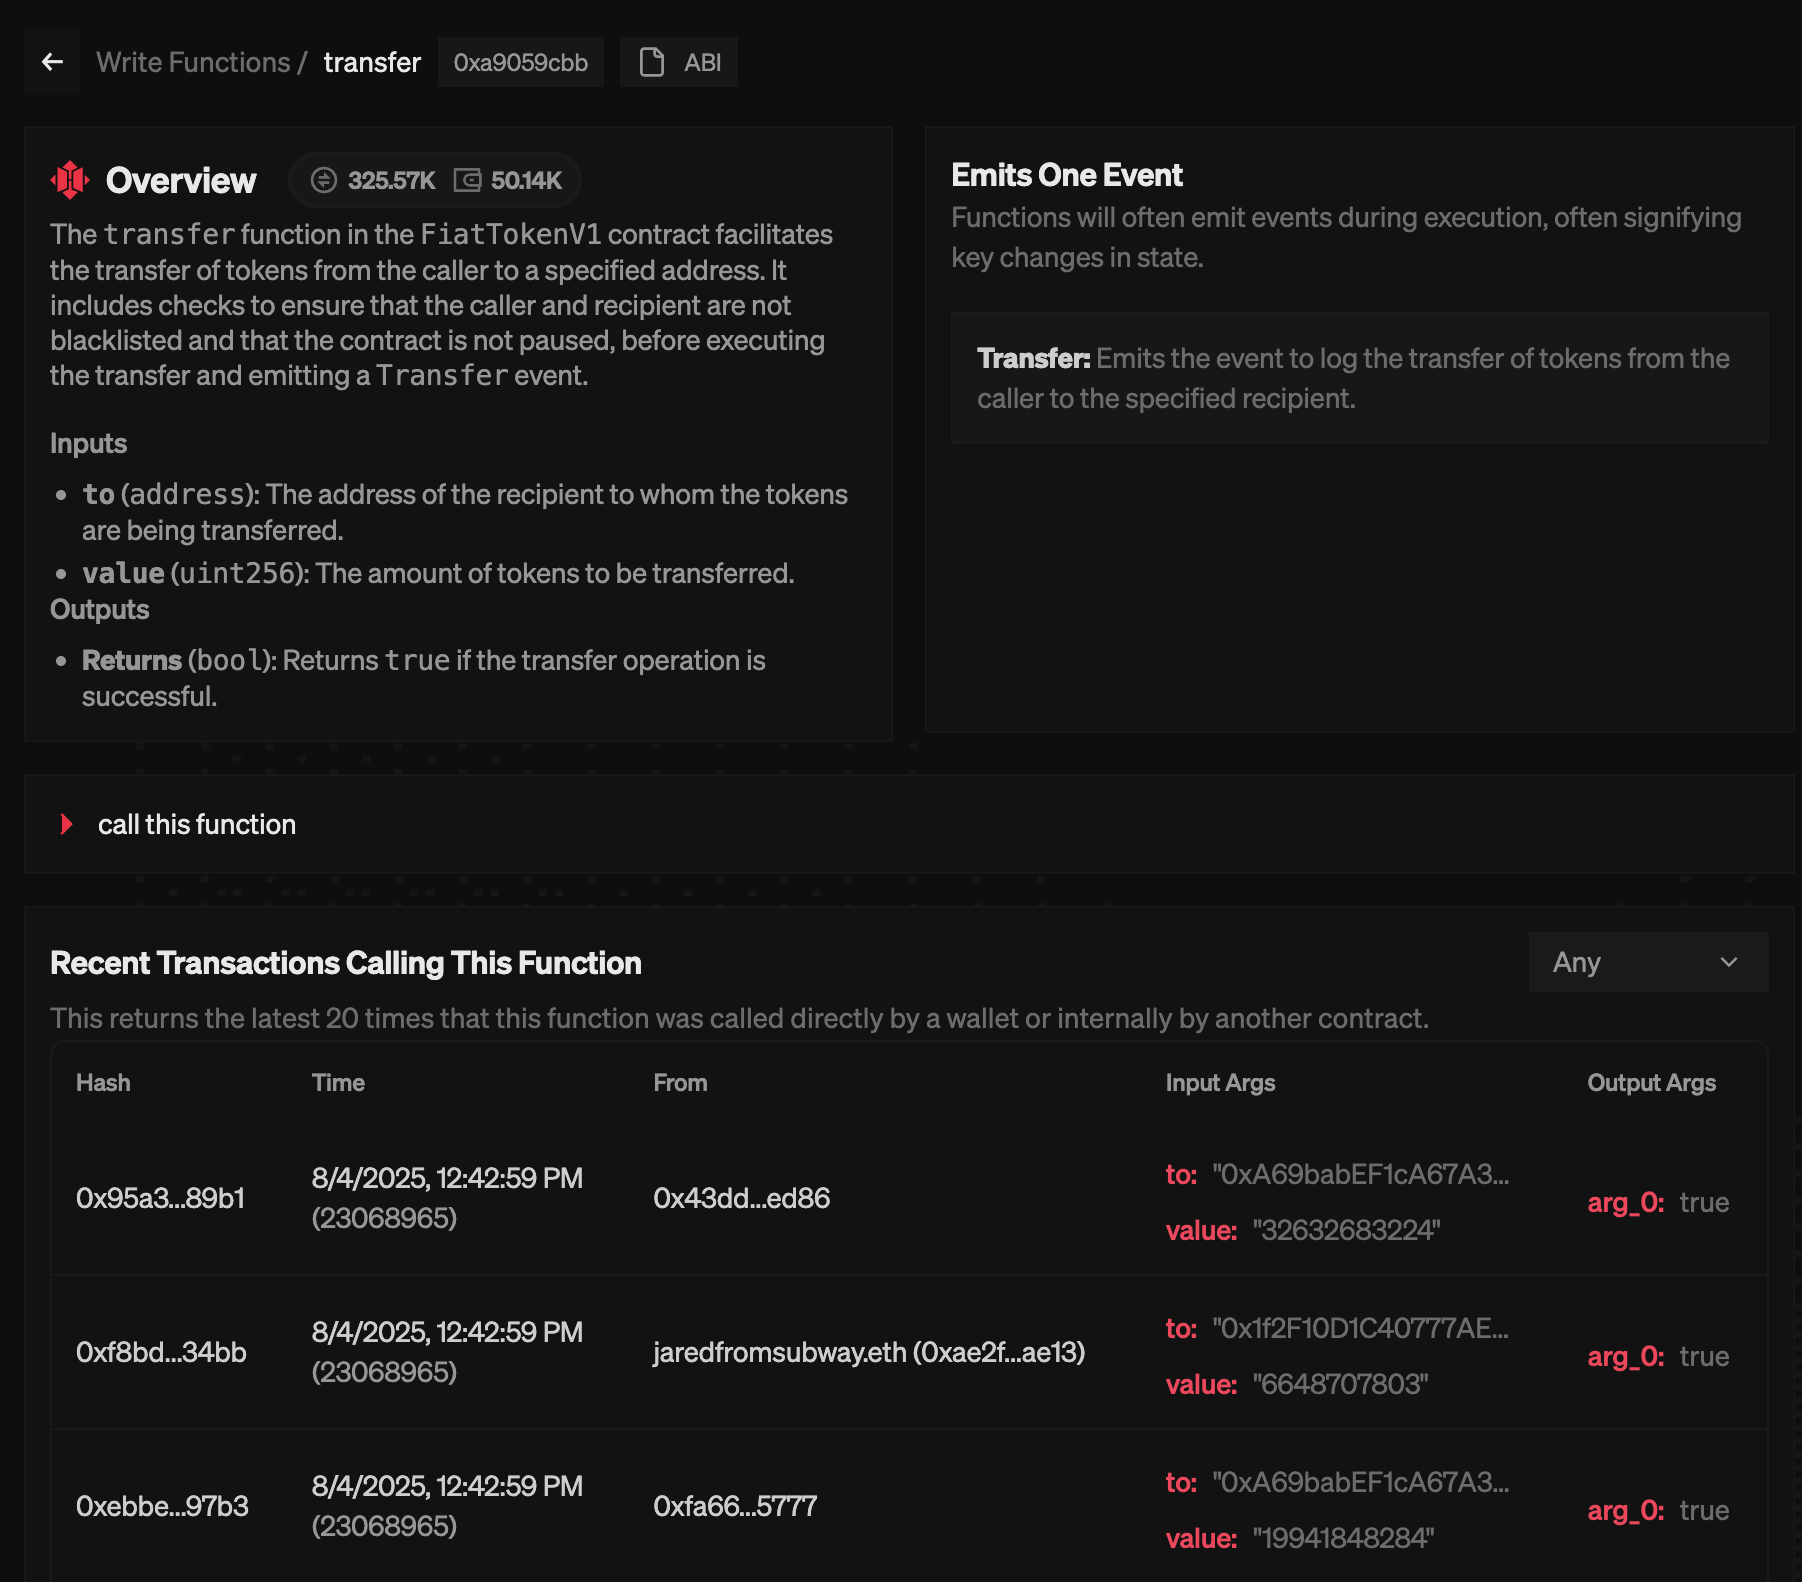 Write Functions / transfer 0xa9059cbb ABI
Overview 325.57K 50.14K
The transfer function in the FiatTokenV1 contract facilitates
the transfer of tokens from the caller to a specified address. It
includes checks to ensure that the caller and recipient are not
blacklisted and that the contract is not paused, before executing
the transfer and emitting a Transfer event.
Inputs
• to (address): The address of the recipient to whom the tokens
are being transferred.
• value (uint256): The amount of tokens to be transferred.
Outputs
• Returns (bool): Returns true if the transfer operation is
successful.
Emits One Event
Functions will often emit events during execution, often signifying
key changes in state.
Transfer: Emits the event to log the transfer of tokens from the
caller to the specified recipient.
call this function
Recent Transactions Calling This Function
Any
This returns the latest 20 times that this function was called directly by a wallet or internally by another contract.
Hash Time From Input Args Output Args
0x95a3...89b1
8/4/2025, 12:42:59 PM
(23068965)
0x43dd...ed86
to: "0xA69babEF1cA67A3...
value: "32632683224"
arg_0: true
0xf8bd...34bb
8/4/2025, 12:42:59 PM
(23068965)
jaredfromsubway.eth (0xae2f...ae13)
to: "0x1f2F10D1C40777AE...
value: "6648707803"
arg_0: true
0xebbe...97b3
8/4/2025, 12:42:59 PM
(23068965)
0xfa66...5777
to: "0xA69babEF1cA67A3...
value: "19941848284"
arg_0: true